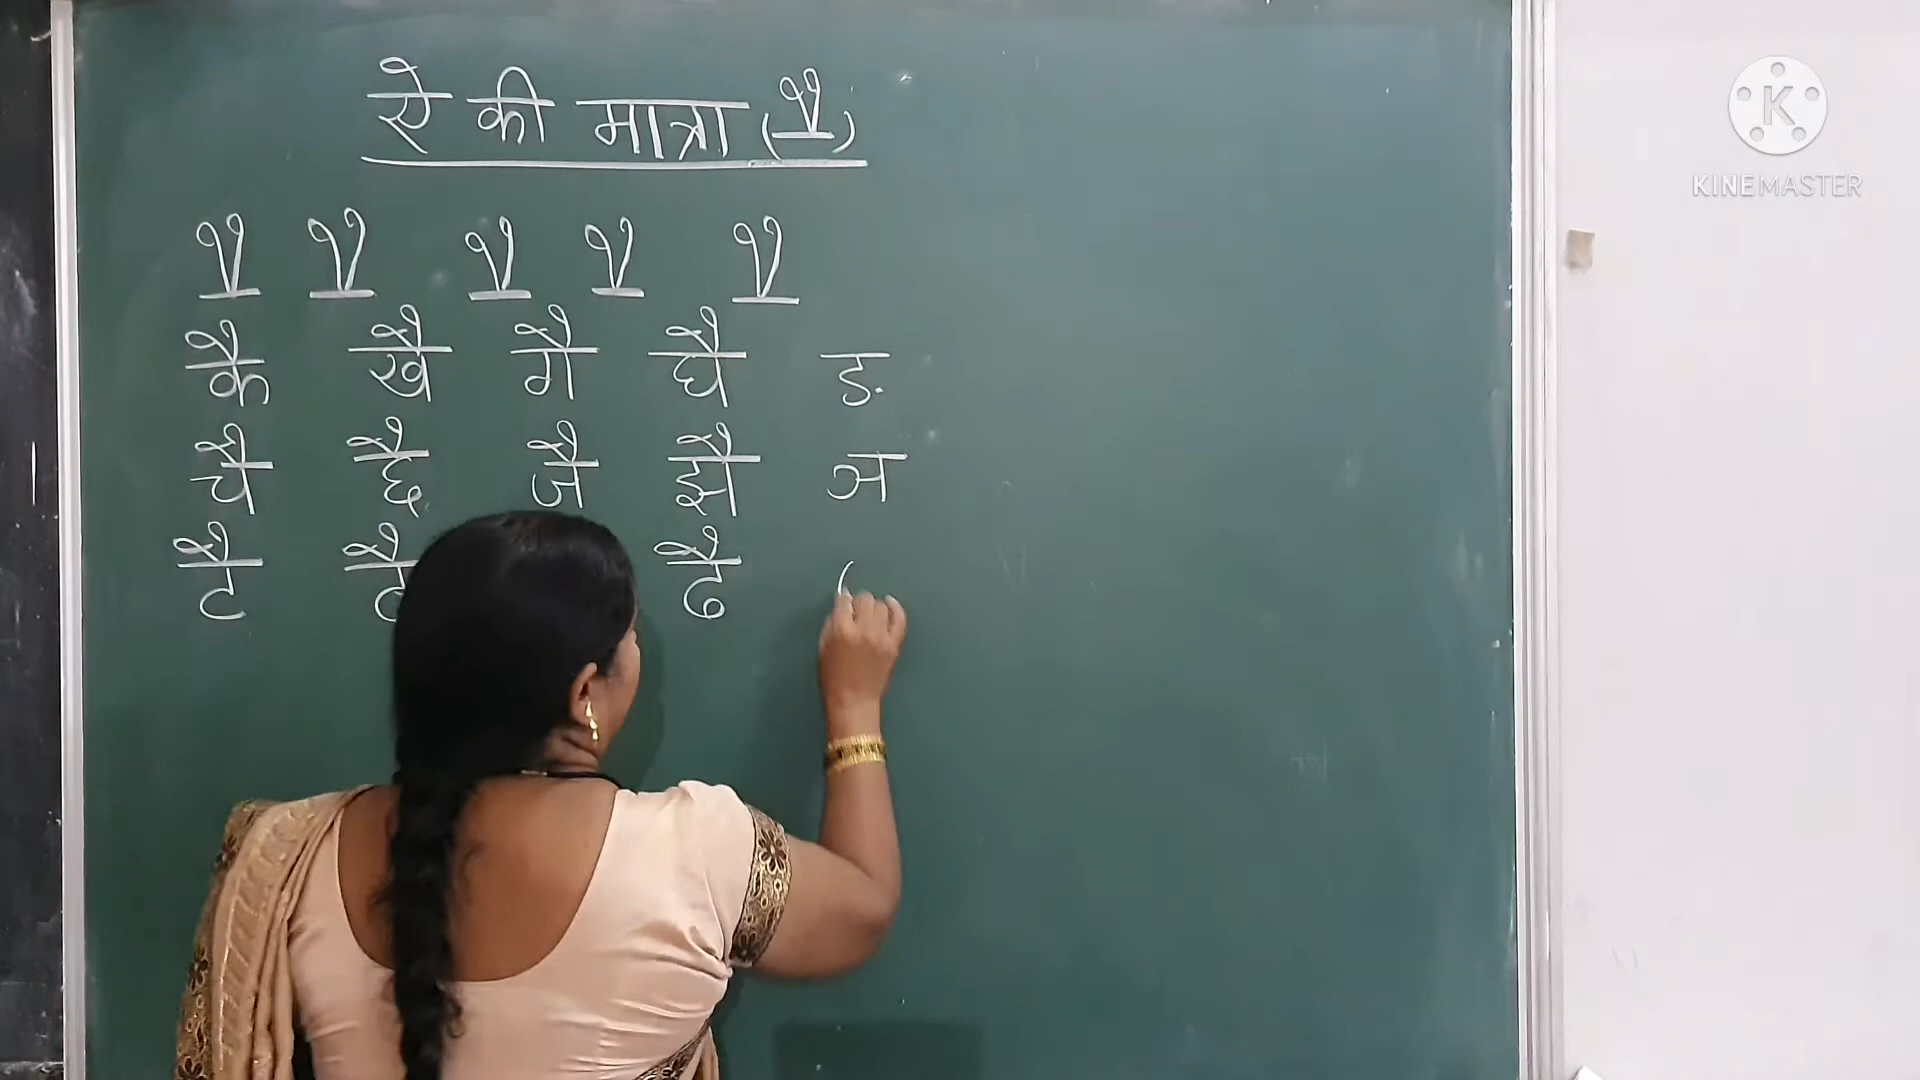 ऐ की मात्रा (ै)
ै ै ै ै ै
कै खै गै घै ङ
चै छै जै झै ञ
टै ढै
KINEMASTER